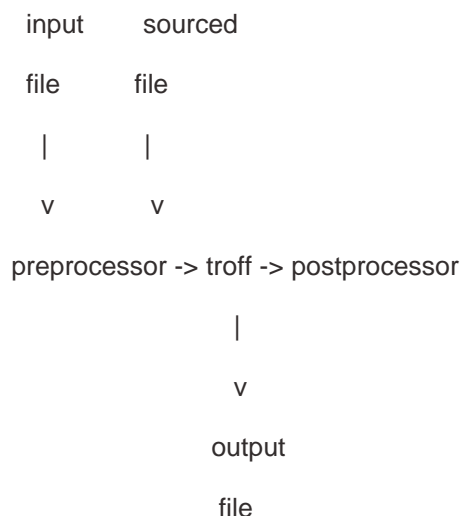 input sourced
file file
| |
v v
preprocessor -> troff -> postprocessor
|
v
output
file